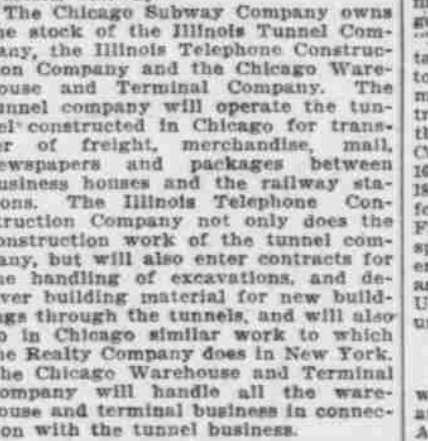 The Chicago Subway Company owns
he stock of the Illinois Tunnel Com-
any, the Illinois Telephone Construc-
on Company and the Chicago Ware-
ouse and Terminal Company. The
unnel company will operate the tun-
el constructed in Chicago for trans-
er of freight, merchandise, mail,
ewspapers and packages between
usiness houses and the railway sta-
ons. The Illinois Telephone Con-
truction Company not only does the
onstruction work of the tunnel com-
any, but will also enter contracts for
he handling of excavations, and de-
ver building material for new build-
ngs through the tunnels, and will also
o in Chicago similar work to which
he Realty Company does in New York.
he Chicago Warehouse and Terminal
ompany will handle all the ware-
ouse and terminal business in connec-
on with the tunnel business.